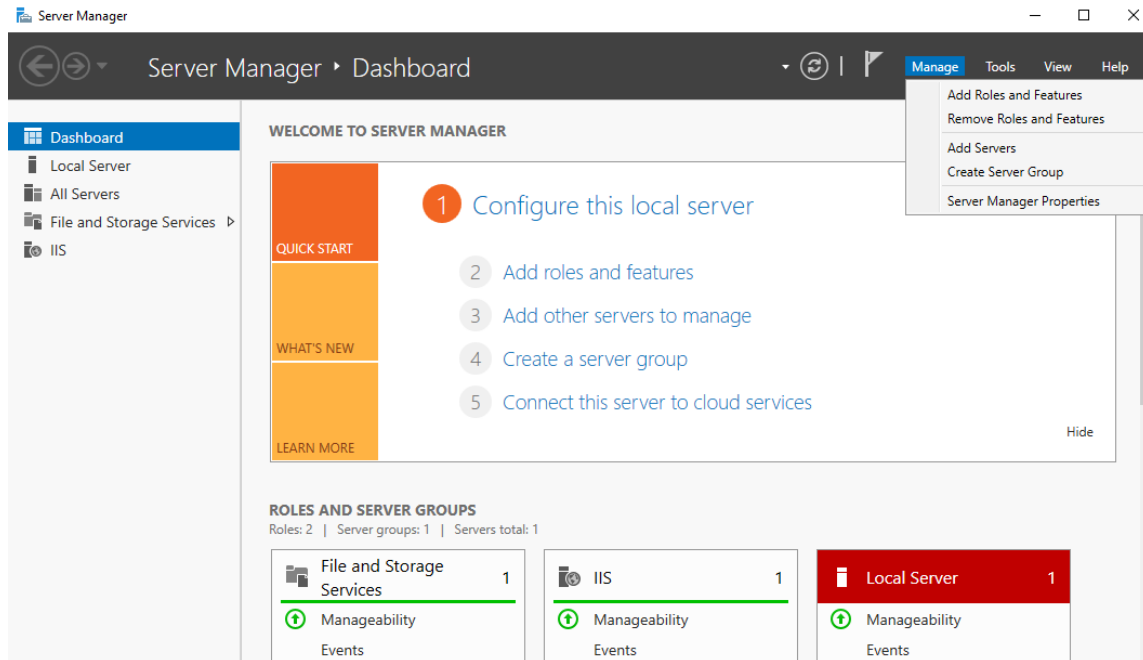 Server Manager
Server Manager ‣ Dashboard
Manage Tools View Help
Add Roles and Features
Remove Roles and Features
Add Servers
Create Server Group
Server Manager Properties
Dashboard
Local Server
All Servers
File and Storage Services
IIS
WELCOME TO SERVER MANAGER
QUICK START
WHAT'S NEW
LEARN MORE
1 Configure this local server
2 Add roles and features
3 Add other servers to manage
4 Create a server group
5 Connect this server to cloud services
Hide
ROLES AND SERVER GROUPS
Roles: 2 | Server groups: 1 | Servers total: 1
File and Storage
Services 1
Manageability
Events
IIS 1
Manageability
Events
Local Server 1
Manageability
Events